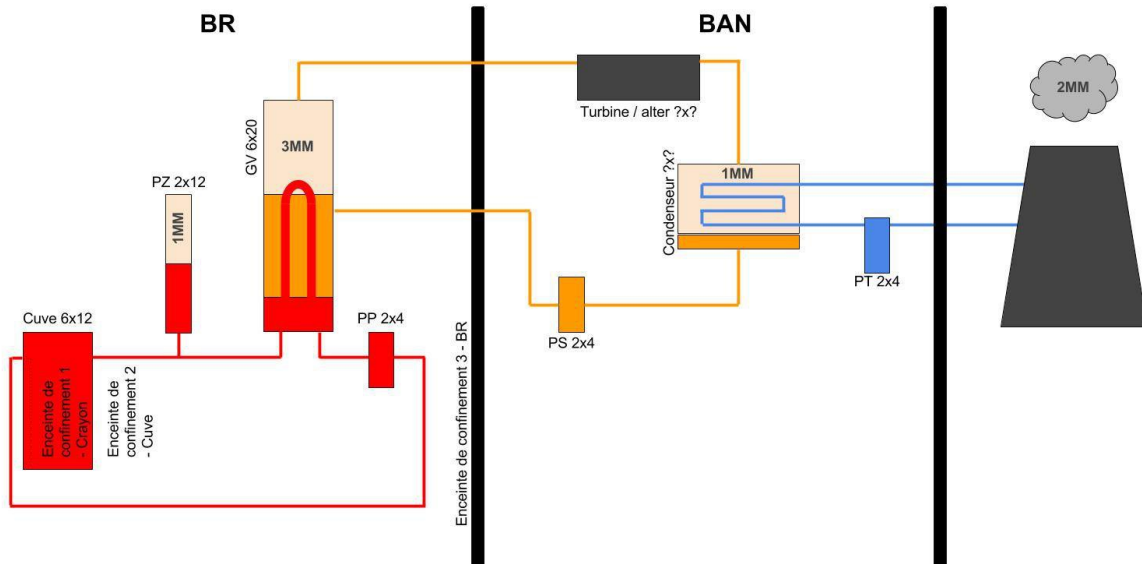 BR
BAN
2MM
Turbine / alter ?x?
GV 6x20
3MM
PZ 2x12
1MM
Condenseur ?x?
1MM
PT 2x4
Cuve 6x12
PP 2x4
PS 2x4
Enceinte de
confinement 1
- Crayon
Enceinte de
confinement 2
- Cuve
Enceinte de confinement 3 - BR